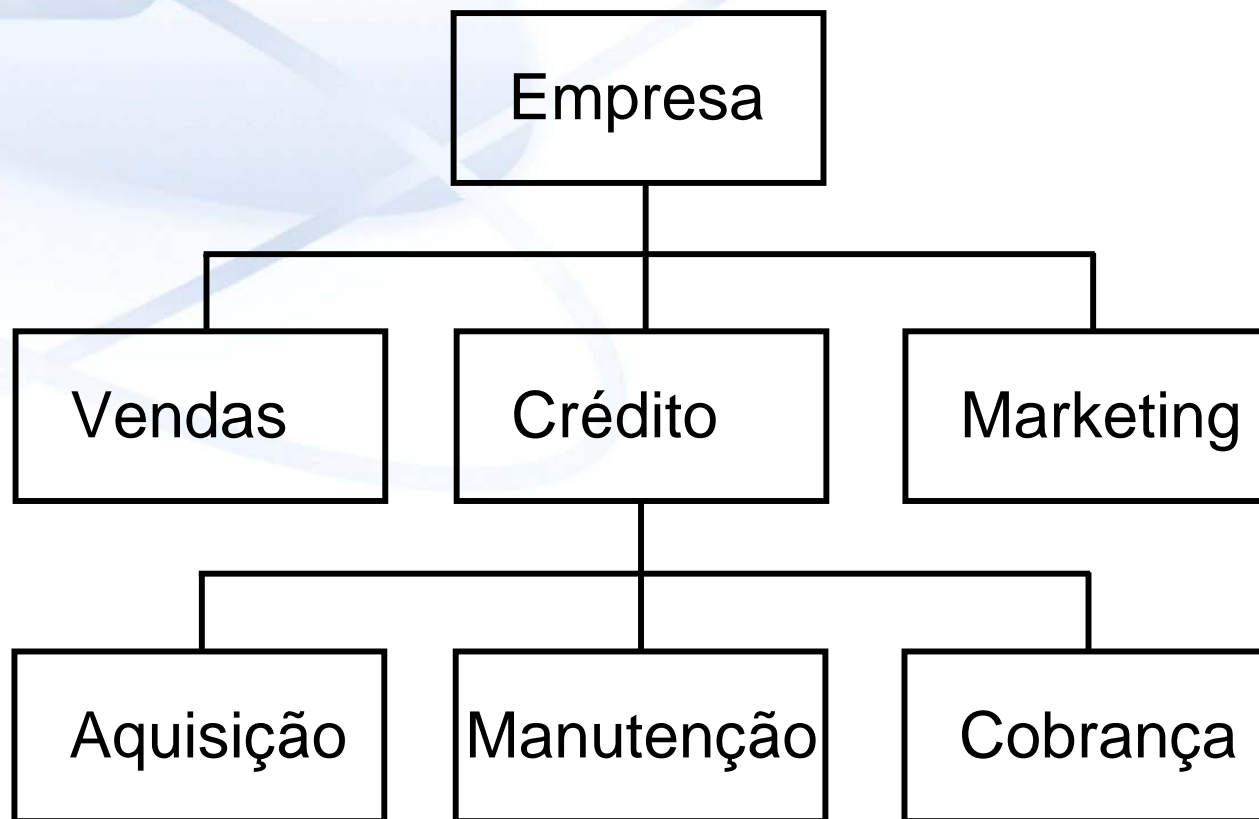 Empresa
Vendas
Crédito
Marketing
Aquisição
Manutenção
Cobrança